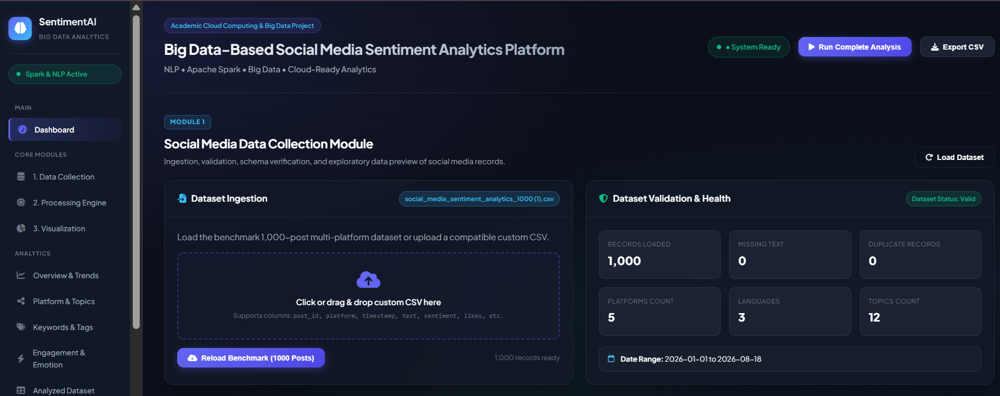 SentimentAI
BIG DATA ANALYTICS
Spark & NLP Active
MAIN
Dashboard
CORE MODULES
1. Data Collection
2. Processing Engine
3. Visualization
ANALYTICS
Overview & Trends
Platform & Topics
Keywords & Tags
Engagement &
Emotion
Analyzed Dataset
Academic Cloud Computing & Big Data Project
Big Data-Based Social Media Sentiment Analytics Platform
NLP • Apache Spark • Big Data • Cloud-Ready Analytics
• System Ready
Run Complete Analysis
Export CSV
MODULE 1
Social Media Data Collection Module
Ingestion, validation, schema verification, and exploratory data preview of social media records.
Load Dataset
Dataset Ingestion
social_media_sentiment_analytics_1000 (1).csv
Load the benchmark 1,000-post multi-platform dataset or upload a compatible custom CSV.
Click or drag & drop custom CSV here
Supports columns: post_id, platform, timestamp, text, sentiment, likes, etc.
Reload Benchmark (1000 Posts)
1,000 records ready
Dataset Validation & Health
Dataset Status: Valid
RECORDS LOADED
1,000
MISSING TEXT
0
DUPLICATE RECORDS
0
PLATFORMS COUNT
5
LANGUAGES
3
TOPICS COUNT
12
Date Range: 2026-01-01 to 2026-08-18